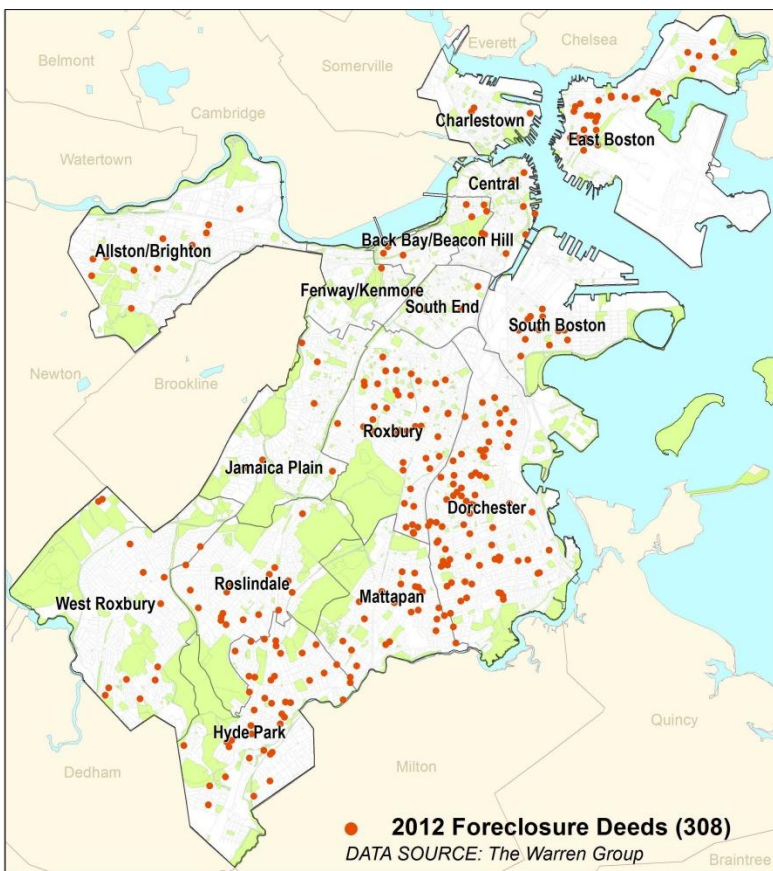 Everett
Chelsea
Belmont
Somerville
Charlestown
Cambridge
East Boston
Watertown
Central
Back Bay/Beacon Hill
Allston/Brighton
Fenway/Kenmore
South End
South Boston
Newton
Brookline
Roxbury
Jamaica Plain
Dorchester
Roslindale
Mattapan
West Roxbury
Quincy
Hyde Park
Dedham
Milton
2012 Foreclosure Deeds (308)
DATA SOURCE: The Warren Group
Braintree